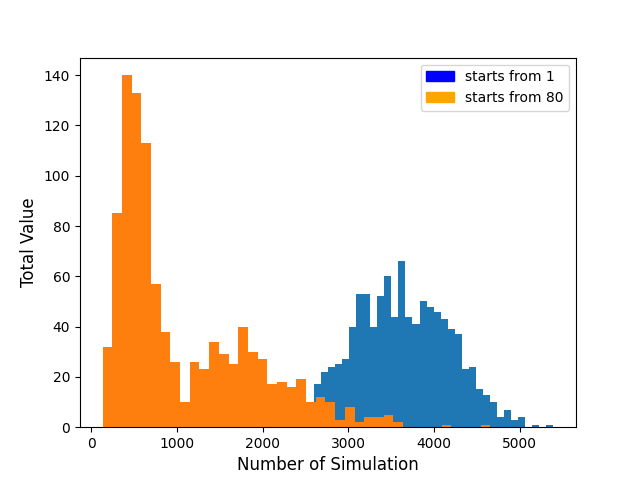 starts from 1
starts from 80
140
120
100
80
60
40
20
0
Total Value
0 1000 2000 3000 4000 5000
Number of Simulation